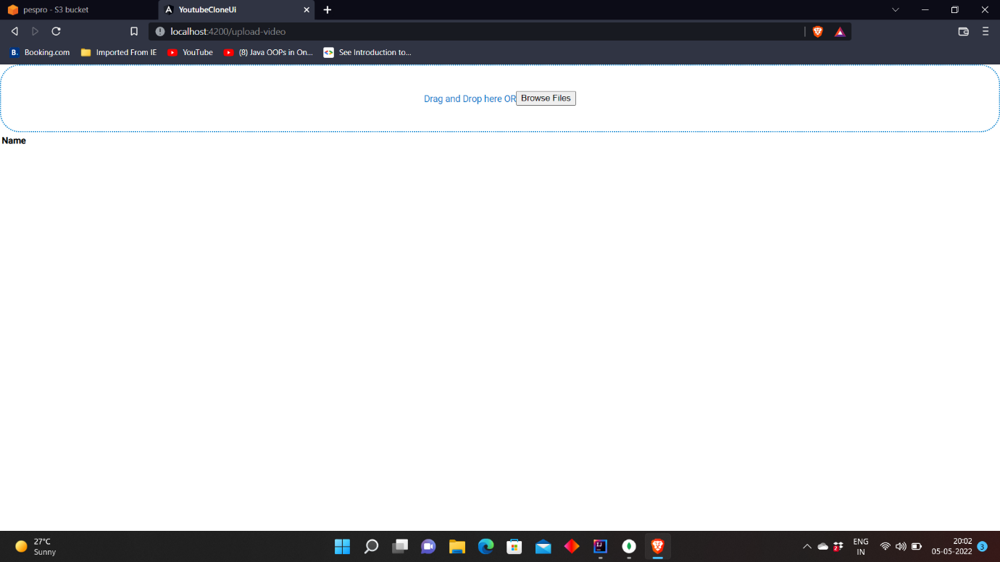 pespro - S3 bucket
YoutubeCloneUi
localhost:4200/upload-video
B. Booking.com
Imported From IE
YouTube
(8) Java OOPs in On...
See Introduction to...
Drag and Drop here OR Browse Files
Name
27°C
Sunny
IJ
2
ENG
IN
20:02
05-05-2022
3